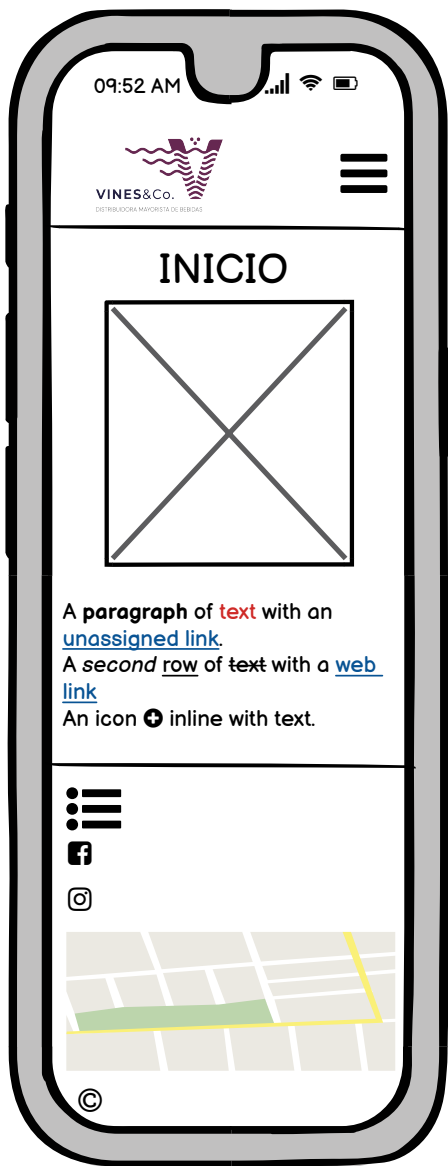 09:52 AM
VINES&Co.
DISTRIBUIDORA MAYORISTA DE BEBIDAS
INICIO
A paragraph of text with an
unassigned link.
A second row of text with a web
link
An icon inline with text.
©